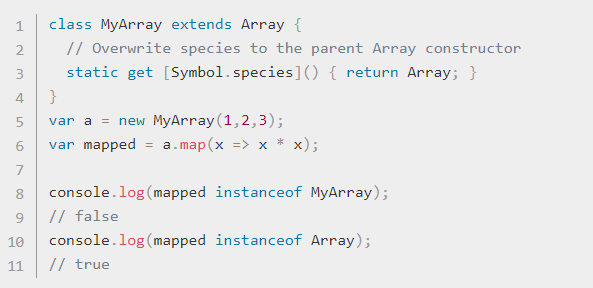 1 class MyArray extends Array {
2   // Overwrite species to the parent Array constructor
3   static get [Symbol.species]() { return Array; }
4 }
5 var a = new MyArray(1,2,3);
6 var mapped = a.map(x => x * x);
7
8 console.log(mapped instanceof MyArray);
9 // false
10 console.log(mapped instanceof Array);
11 // true